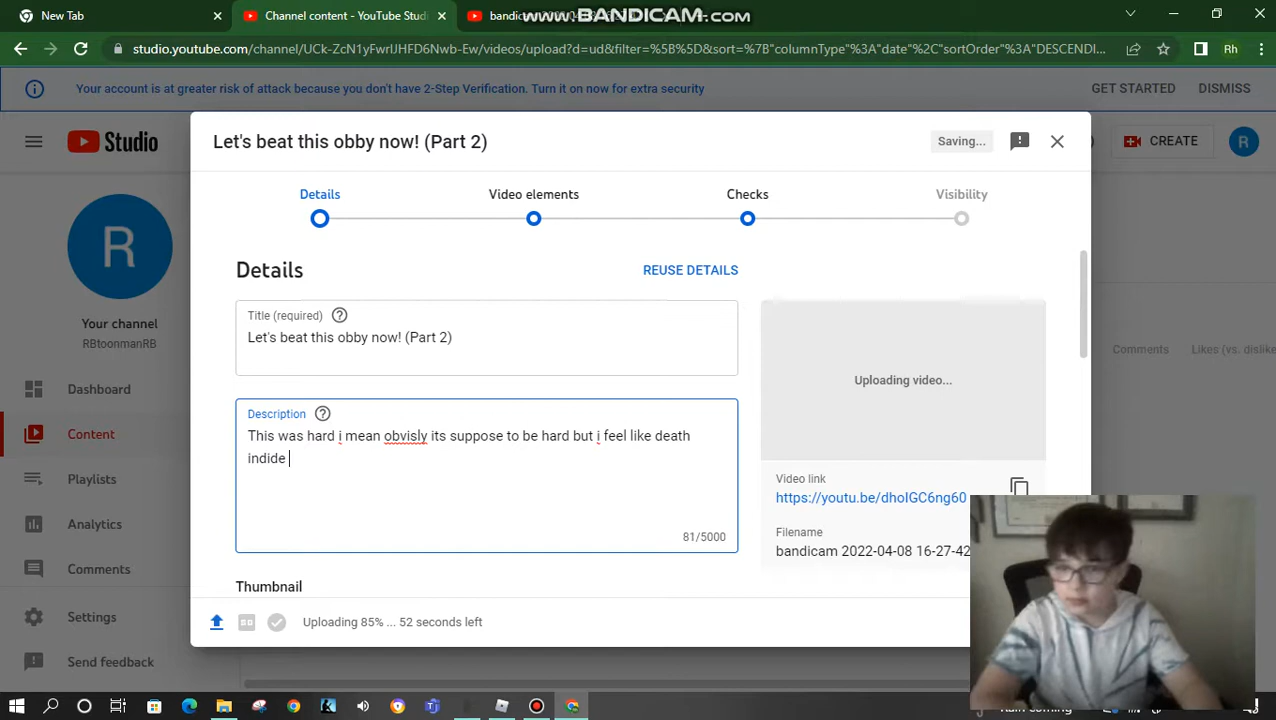 New Tab
Content - YouTube Studio
bandic
www.BANDICAM.com
studio.youtube.com/channel/UCk-ZcN1yFwrIJHFD6Nwb-Ew/videos/upload?d=ud&filter=%5B%5D&sort=%7B"columnType"%3A"date"%2C"sortOrder"%3A"DESCENDI...
Rh
Your account is at greater risk of attack because you don't have 2-Step Verification. Turn it on now for extra security
GET STARTED
DISMISS
Studio
Let's beat this obby now! (Part 2)
Saving...
CREATE
R
Details
Video elements
Checks
Visibility
R
Details
REUSE DETAILS
Title (required)
Let's beat this obby now! (Part 2)
Your channel
RBtoonmanRB
Uploading video...
Comments
Likes (vs. dislike
Dashboard
Content
Description
This was hard i mean obvisly its suppose to be hard but i feel like death
indide
Playlists
Video link
https://youtu.be/dhoIGC6ng60
Analytics
81/5000
Filename
bandicam 2022-04-08 16-27-42
Comments
Thumbnail
Settings
Uploading 85% ... 52 seconds left
Send feedback
Rain coming